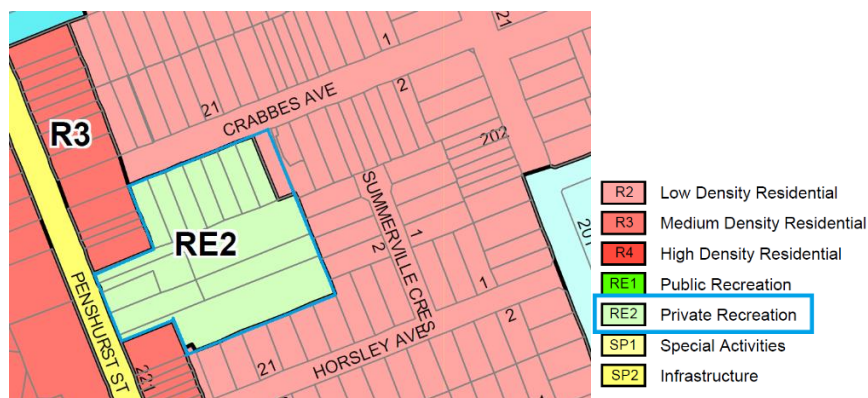 21
1
21
CRABBES AVE
2
R3
202
RE2
SUMMERVILLE CRES
1
2
201
PENSHURST ST
1
2
HORSLEY AVE
21
221
R2 Low Density Residential
R3 Medium Density Residential
R4 High Density Residential
RE1 Public Recreation
RE2 Private Recreation
SP1 Special Activities
SP2 Infrastructure